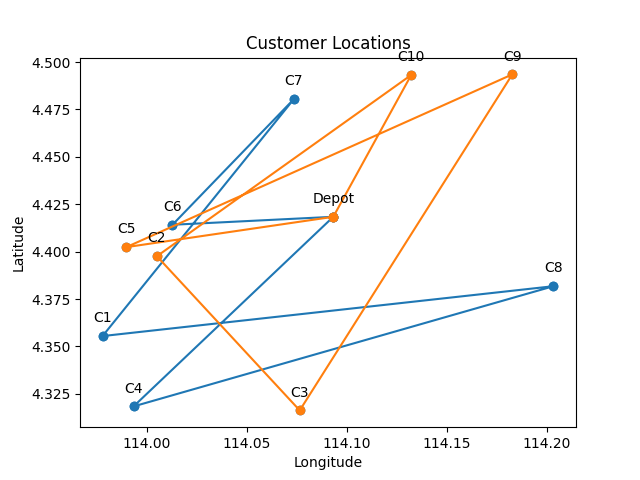 Customer Locations
C10
C9
4.500
C7
4.475
4.450
Depot
C6
4.425
C5
C2
4.400
C8
4.375
C1
4.350
C4
C3
4.325
114.00
114.05
114.10
114.15
114.20
Longitude
Latitude